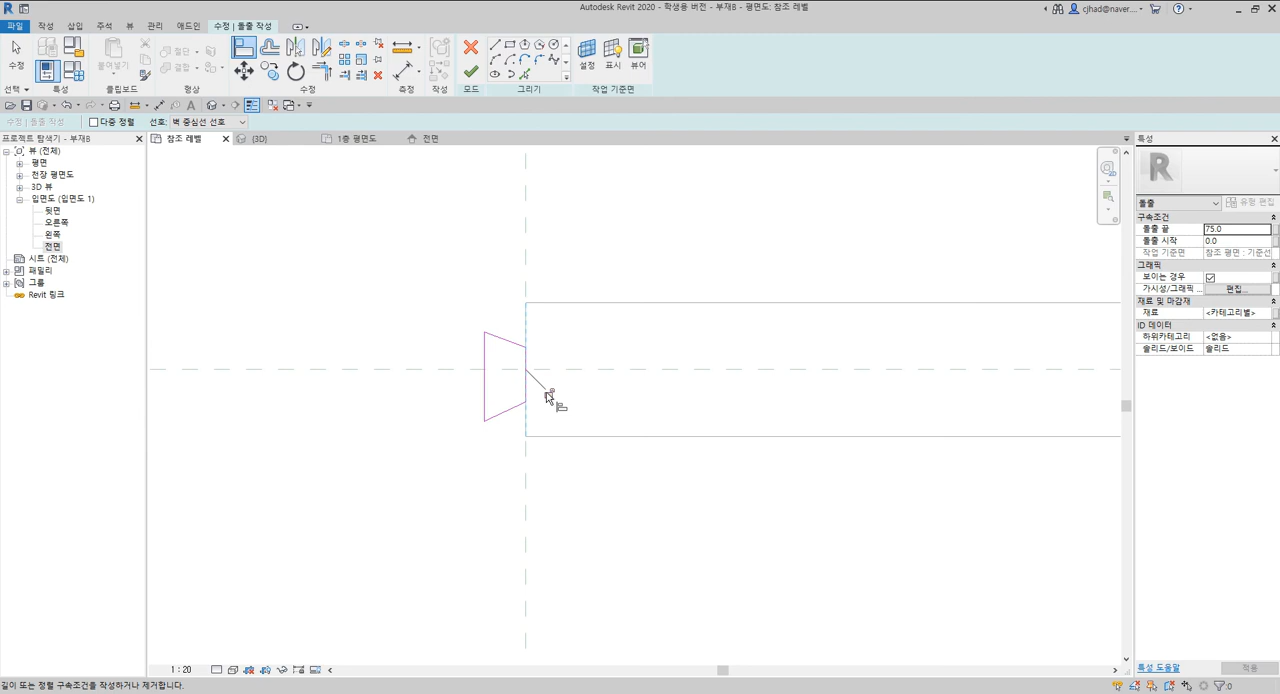 Autodesk Revit 2020 - 학생용 버전 - 부재B - 평면도: 참조 레벨
cjhad@naver....
파일 작성 삽입 주석 뷰 관리 애드인 수정 | 돌출 작성
수정
붙여넣기
절단
결합
설정 표시 뷰어
선택 특성 클립보드 형상 수정 측정 작성 모드 그리기 작업 기준면
수정 | 돌출 작성 다중 정렬 선호: 벽 중심선 선호
프로젝트 탐색기 - 부재B
참조 레벨 {3D} 1층 평면도 전면
특성
뷰 (전체)
평면
천장 평면도
3D 뷰
입면도 (입면도 1)
뒷면
오른쪽
왼쪽
전면
시트 (전체)
패밀리
그룹
Revit 링크
돌출 유형 편집
구속조건
돌출 끝 75.0
돌출 시작 0.0
작업 기준면 참조 평면 : 기준선
그래픽
보이는 경우
가시성/그래픽 ... 편집...
재료 및 마감재
재료 <카테고리별>
ID 데이터
하위카테고리 <없음>
솔리드/보이드 솔리드
1 : 20
특성 도움말 적용
길이 또는 정렬 구속조건을 작성하거나 제거합니다.
:0